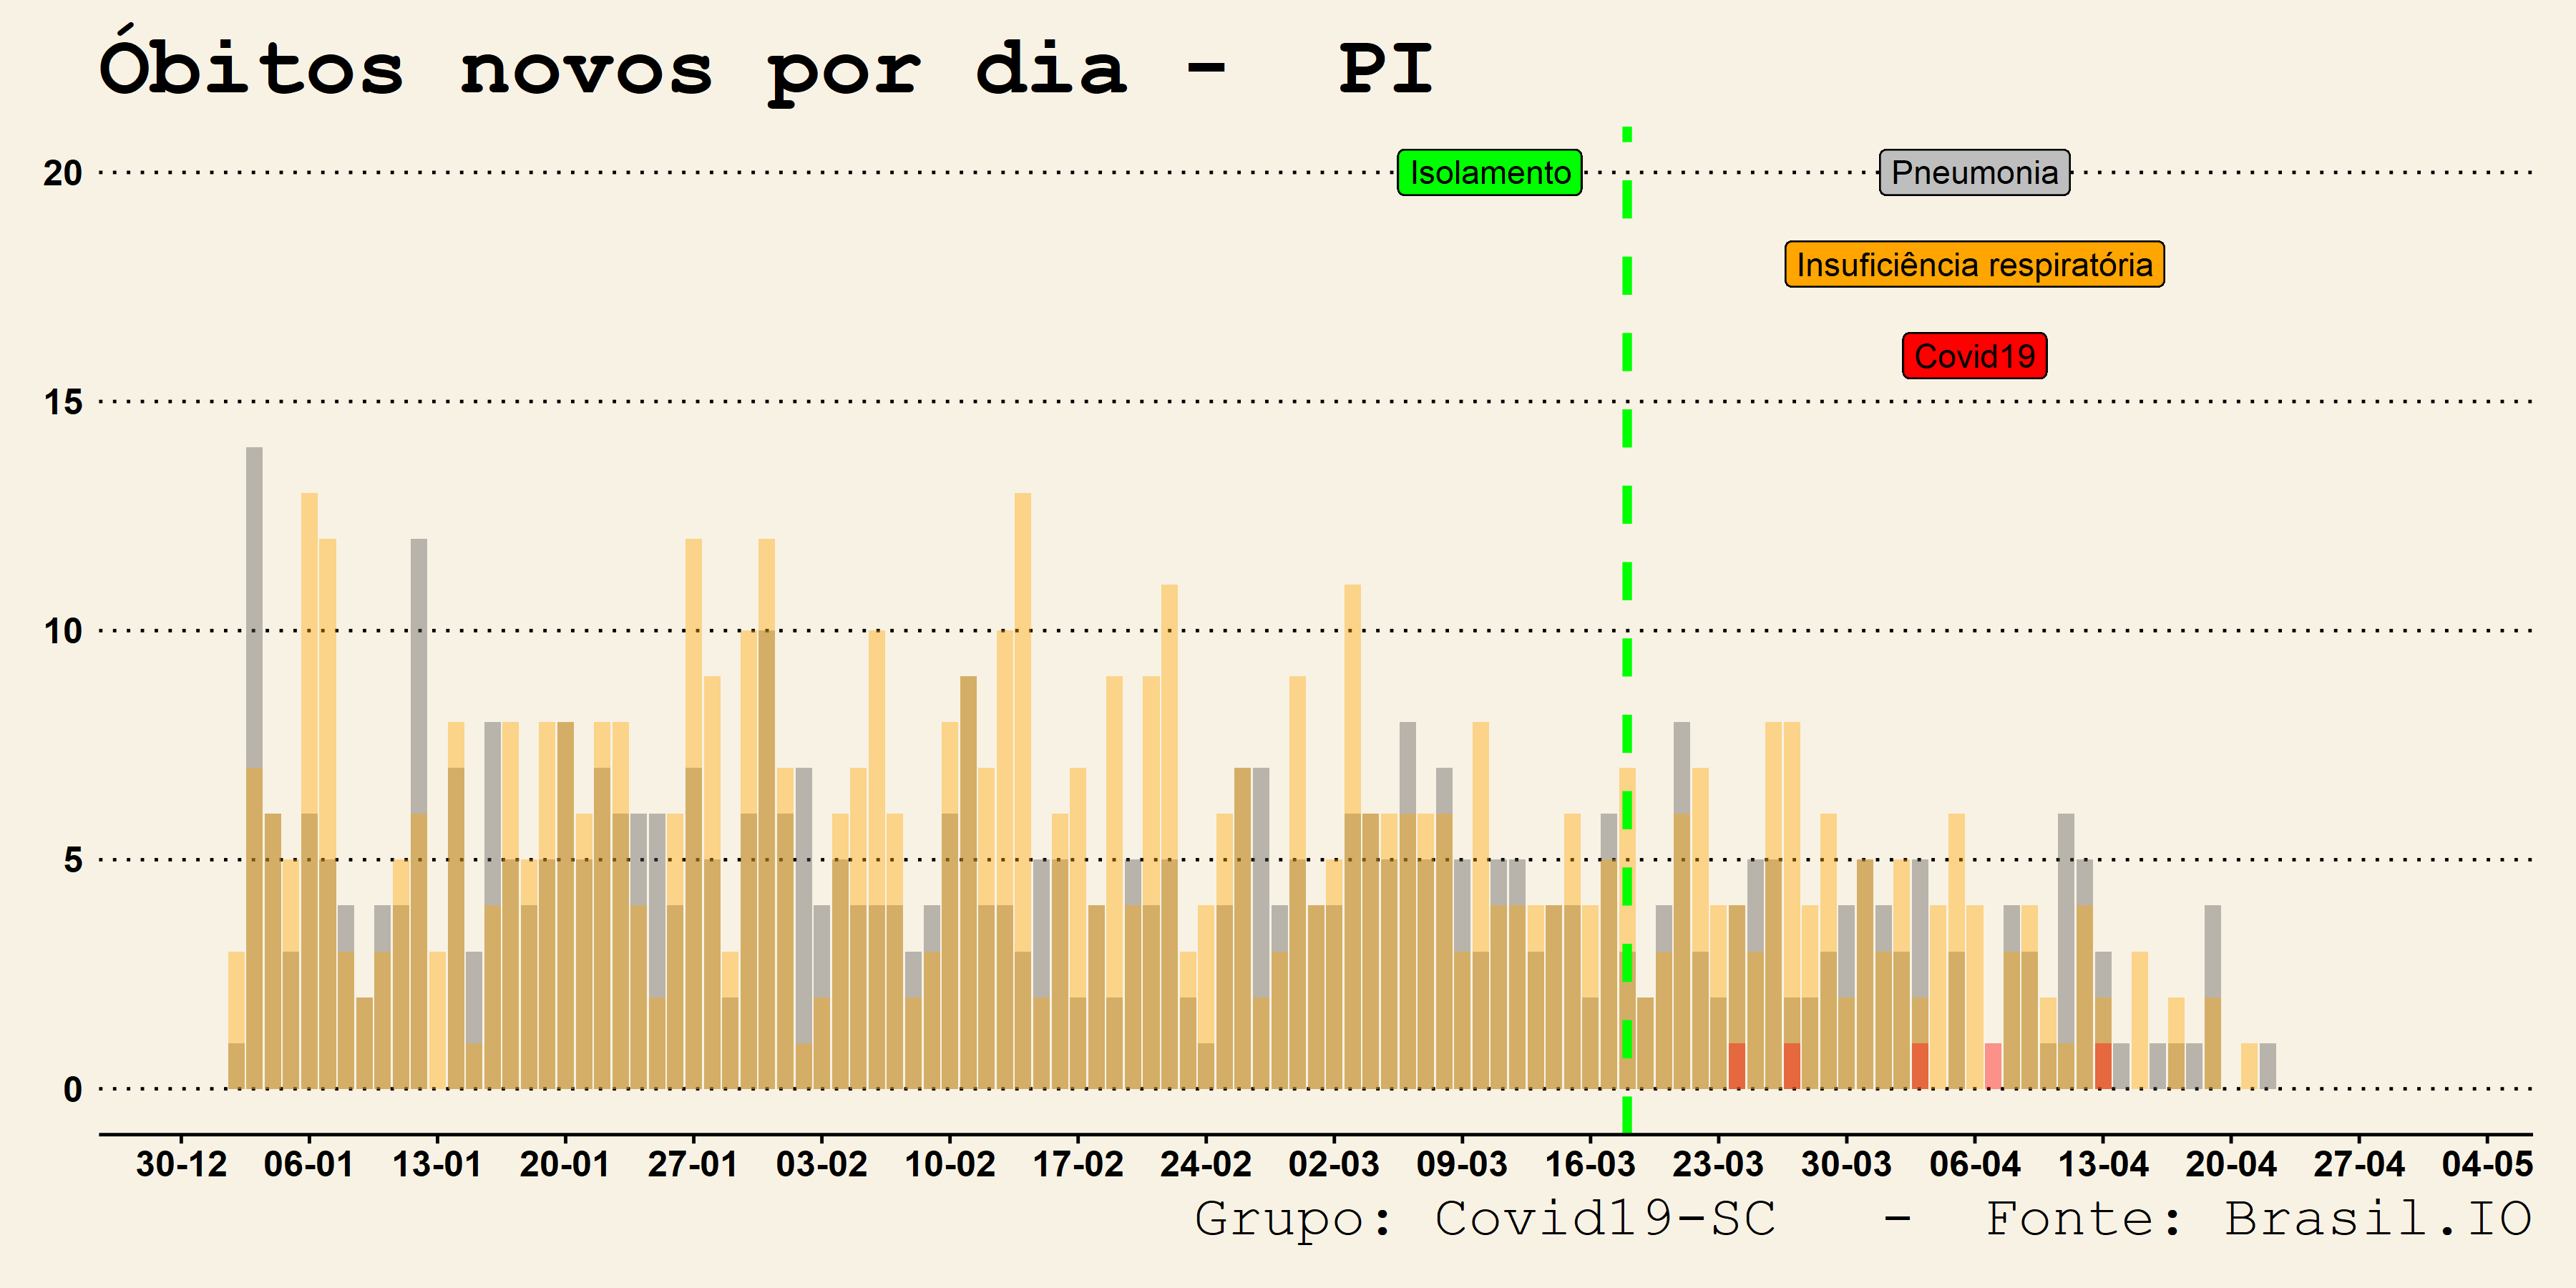 Óbitos novos por dia - PI
20
Isolamento
Pneumonia
Insuficiência respiratória
Covid19
15
10
5
0
30-12 06-01 13-01 20-01 27-01 03-02 10-02 17-02 24-02 02-03 09-03 16-03 23-03 30-03 06-04 13-04 20-04 27-04 04-05
Grupo: Covid19-SC - Fonte: Brasil.IO